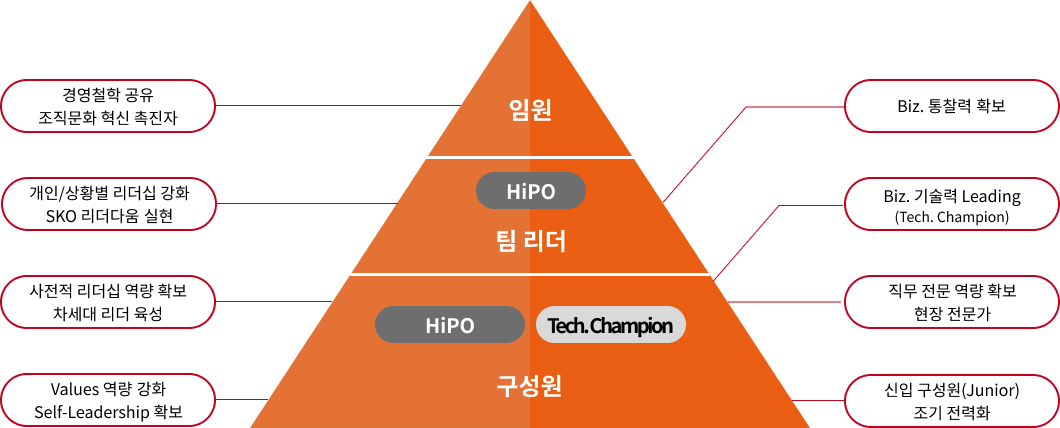 경영철학 공유
조직문화 혁신 촉진자
개인/상황별 리더십 강화
SKO 리더다움 실현
사전적 리더십 역량 확보
차세대 리더 육성
Values 역량 강화
Self-Leadership 확보
임원
HiPO
팀 리더
HiPO
Tech. Champion
구성원
Biz. 통찰력 확보
Biz. 기술력 Leading
(Tech. Champion)
직무 전문 역량 확보
현장 전문가
신입 구성원(Junior)
조기 전력화